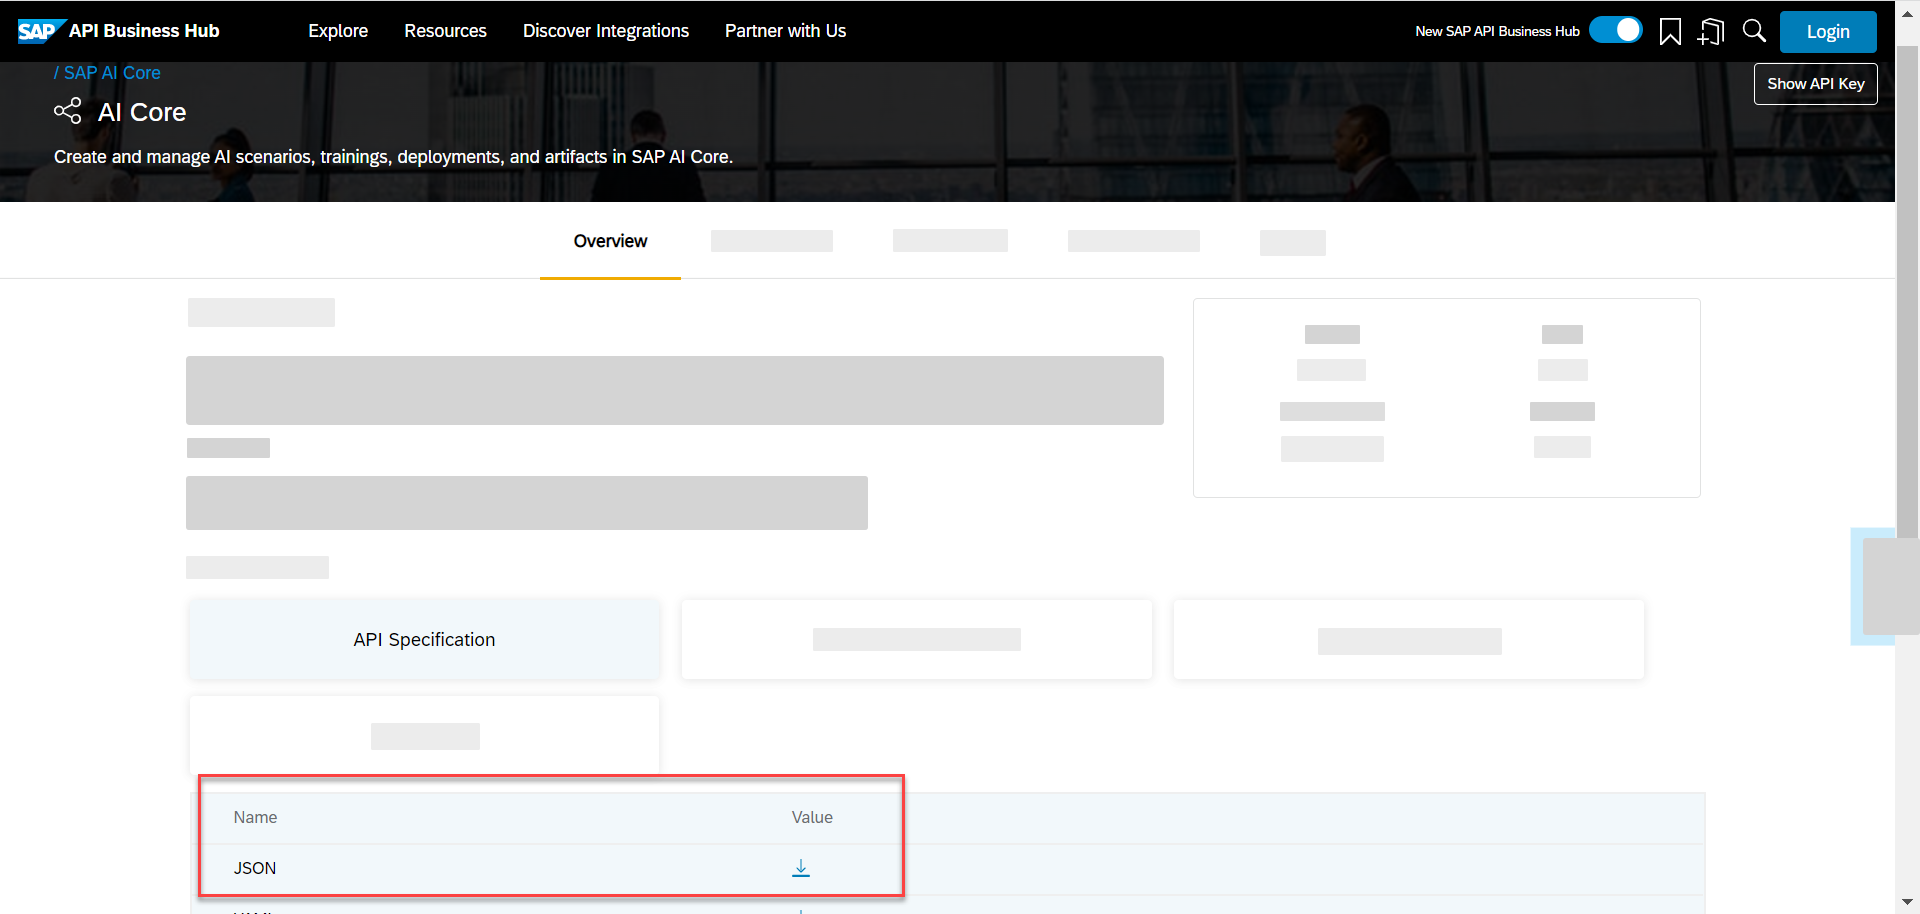 SAP API Business Hub Explore Resources Discover Integrations Partner with Us New SAP API Business Hub Login
/ SAP AI Core
Show API Key
AI Core
Create and manage AI scenarios, trainings, deployments, and artifacts in SAP AI Core.
Overview
API Specification
Name Value
JSON